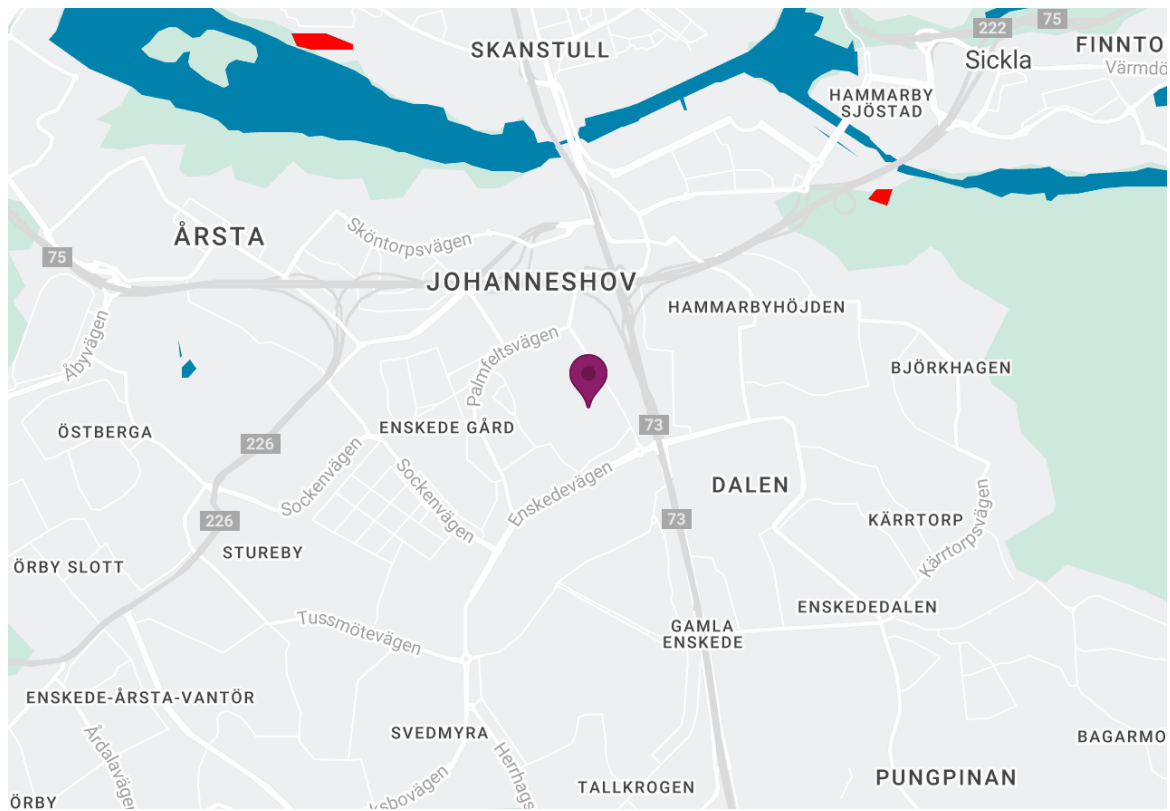 75
222
SKANSTULL
FINNTO
Sickla
Värmdö
HAMMARBY
SJÖSTAD
ÅRSTA
Sköntorpsvägen
75
JOHANNESHOV
HAMMARBYHÖJDEN
Åbyvägen
Palmfeltsvägen
BJÖRKHAGEN
73
ÖSTBERGA
ENSKEDE GÅRD
226
Sockenvägen
Sockenvägen
Enskedevägen
DALEN
226
73
KÄRRTORP
Kärrtorpsvägen
STUREBY
ÖRBY SLOTT
ENSKEDEDALEN
Tussmötevägen
GAMLA
ENSKEDE
ENSKEDE-ÅRSTA-VANTÖR
SVEDMYRA
BAGARMO
Årdalavägen
Herrhags
ksbovägen
TALLKROGEN
PUNGPINAN
ÖRBY